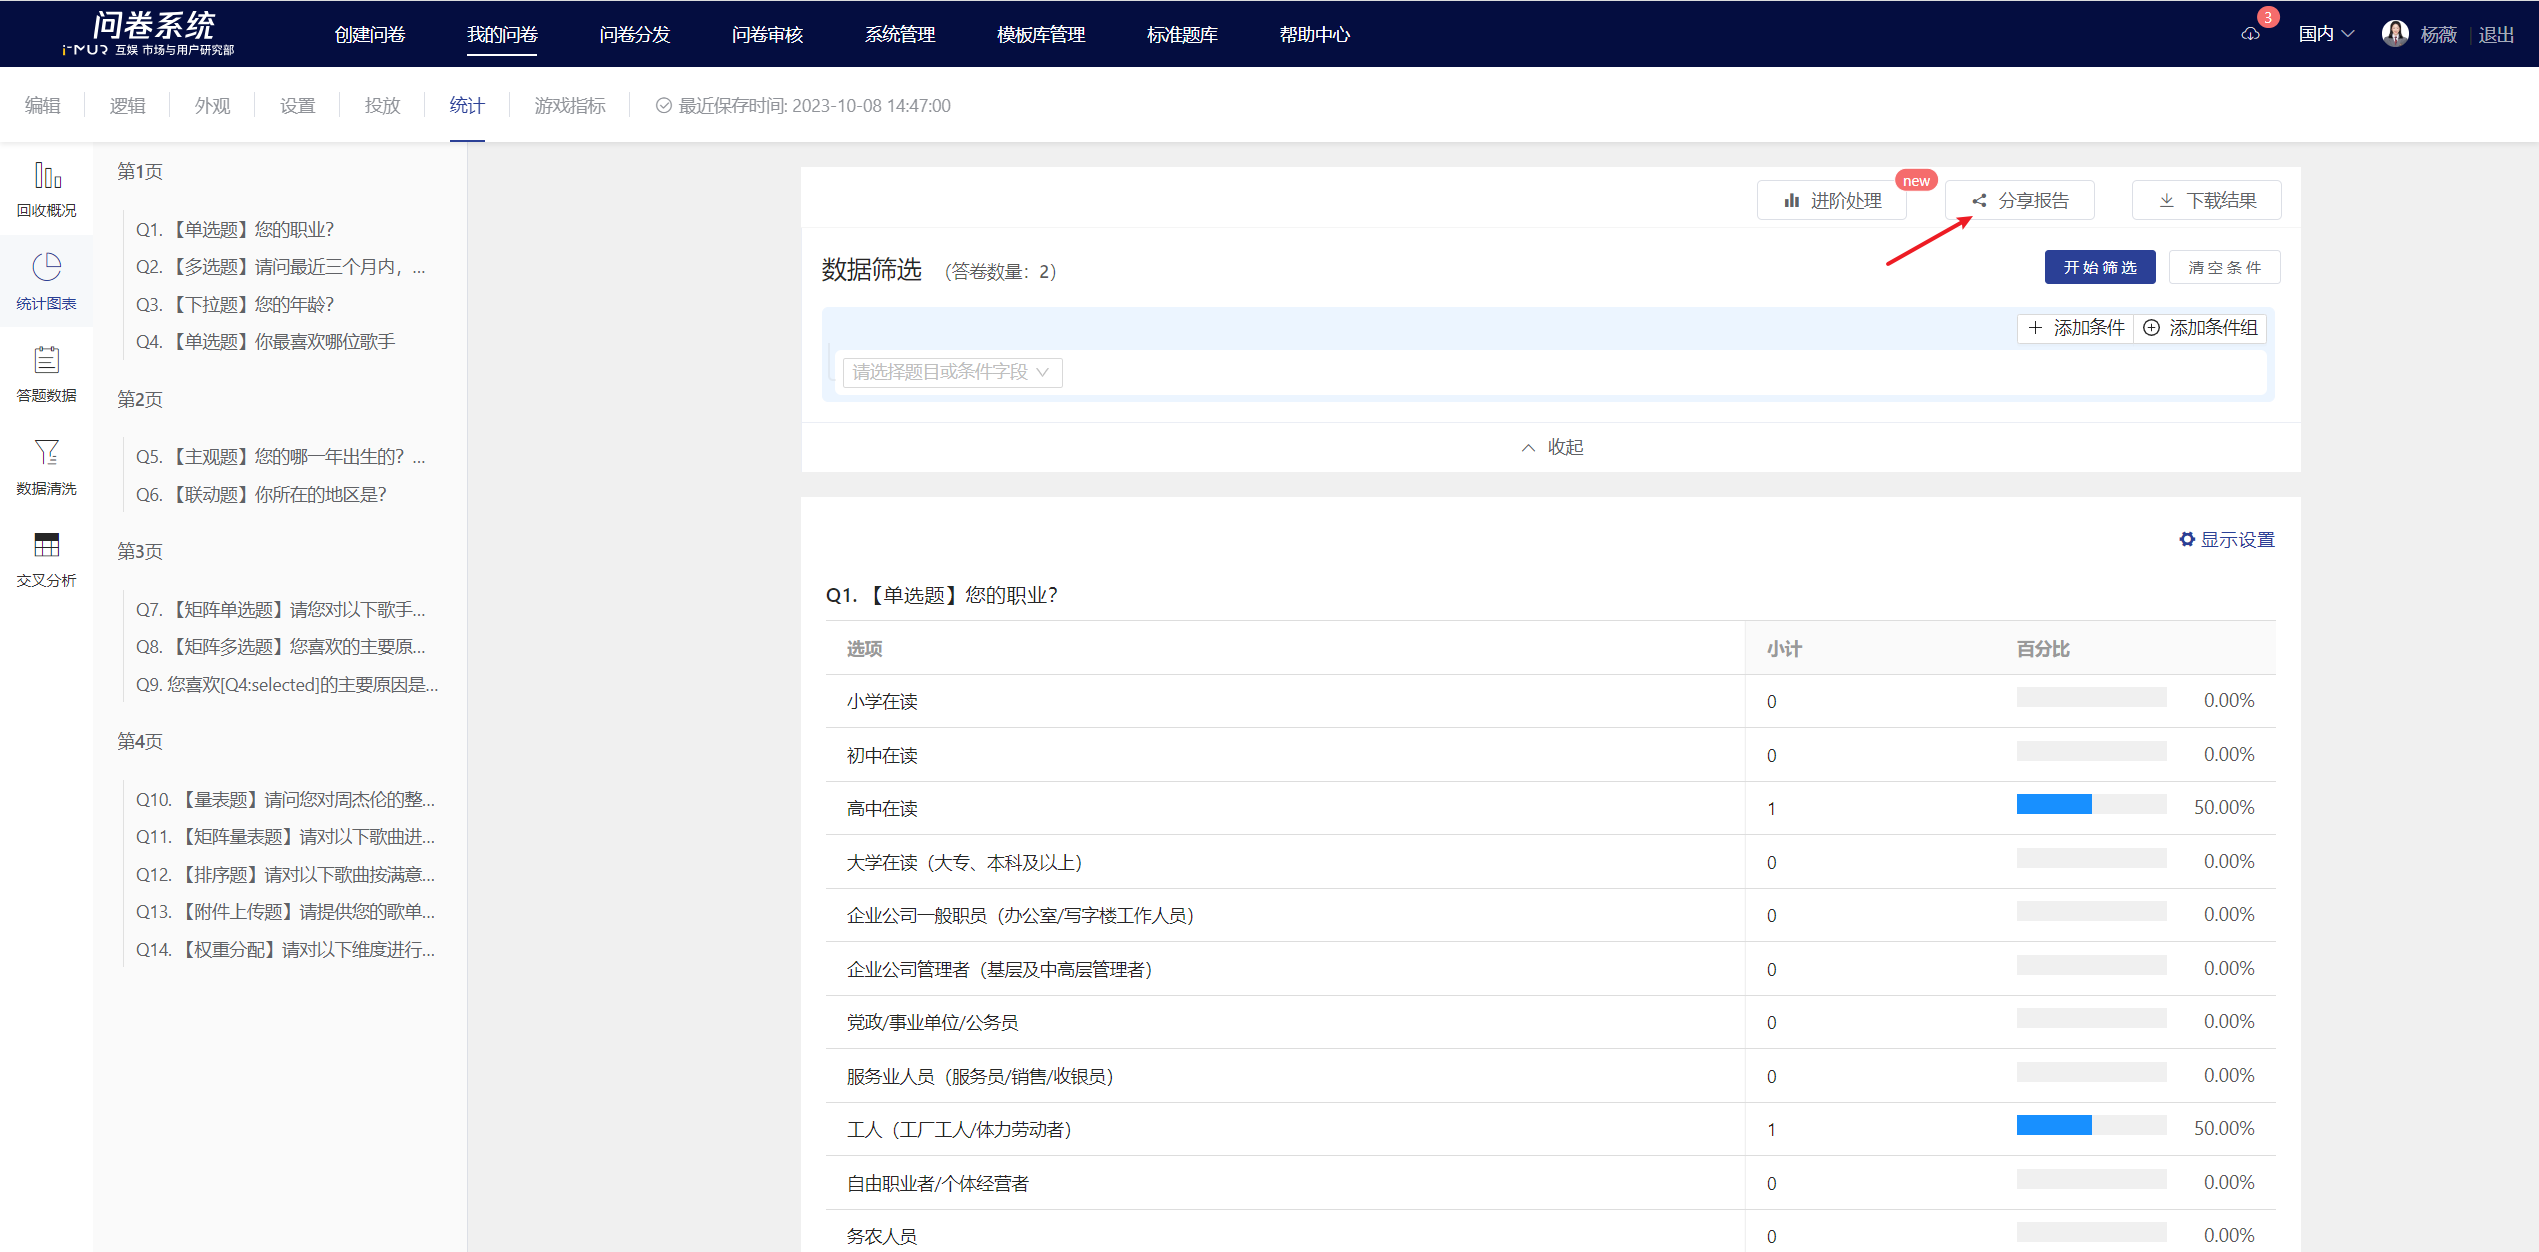 问卷系统
i-MUR 互娱 市场与用户研究部
创建问卷
我的问卷
问卷分发
问卷审核
系统管理
模板库管理
标准题库
帮助中心
3
国内
杨薇
退出
编辑
逻辑
外观
设置
投放
统计
游戏指标
最近保存时间: 2023-10-08 14:47:00
回收概况
统计图表
答题数据
数据清洗
交叉分析
第1页
Q1. 【单选题】您的职业？
Q2. 【多选题】请问最近三个月内，...
Q3. 【下拉题】您的年龄？
Q4. 【单选题】你最喜欢哪位歌手
第2页
Q5. 【主观题】您的哪一年出生的？...
Q6. 【联动题】你所在的地区是？
第3页
Q7. 【矩阵单选题】请您对以下歌手...
Q8. 【矩阵多选题】您喜欢的主要原...
Q9. 您喜欢[Q4:selected]的主要原因是...
第4页
Q10. 【量表题】请问您对周杰伦的整...
Q11. 【矩阵量表题】请对以下歌曲进...
Q12. 【排序题】请对以下歌曲按满意...
Q13. 【附件上传题】请提供您的歌单...
Q14. 【权重分配】请对以下维度进行...
进阶处理
new
分享报告
下载结果
数据筛选 （答卷数量：2）
开始筛选
清空条件
添加条件
添加条件组
请选择题目或条件字段
收起
显示设置
Q1. 【单选题】您的职业？
选项 小计 百分比
小学在读 0 0.00%
初中在读 0 0.00%
高中在读 1 50.00%
大学在读（大专、本科及以上） 0 0.00%
企业公司一般职员（办公室/写字楼工作人员） 0 0.00%
企业公司管理者（基层及中高层管理者） 0 0.00%
党政/事业单位/公务员 0 0.00%
服务业人员（服务员/销售/收银员） 0 0.00%
工人（工厂工人/体力劳动者） 1 50.00%
自由职业者/个体经营者 0 0.00%
务农人员 0 0.00%